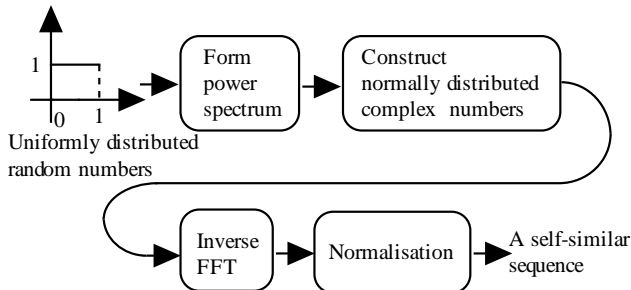 1
0
1
Uniformly distributed
random numbers
Form
power
spectrum
Construct
normally distributed
complex numbers
Inverse
FFT
Normalisation
A self-similar
sequence